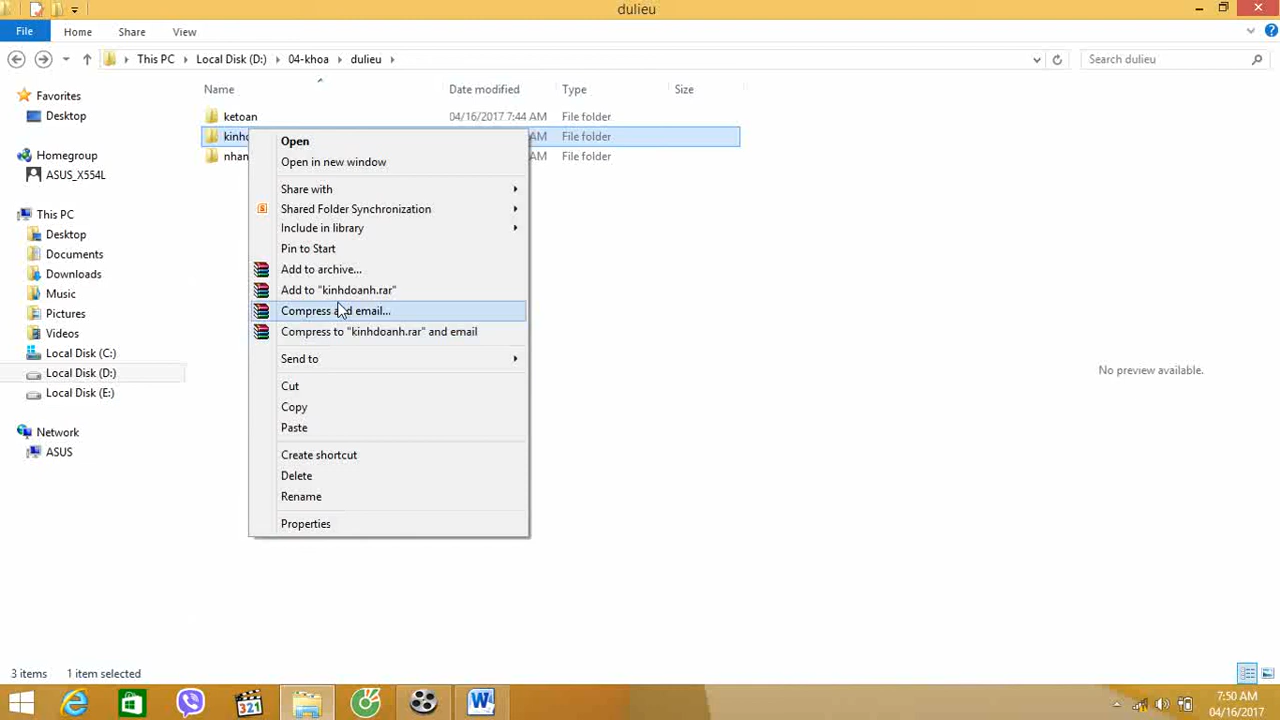 dulieu
File Home Share View
This PC Local Disk (D:) 04-khoa dulieu Search dulieu
Name Date modified Type Size
Favorites
Desktop
Homegroup
ASUS_X554L
This PC
Desktop
Documents
Downloads
Music
Pictures
Videos
Local Disk (C:)
Local Disk (D:)
Local Disk (E:)
Network
ASUS
ketoan 04/16/2017 7:44 AM File folder
AM File folder
AM File folder
Open
Open in new window
Share with
Shared Folder Synchronization
Include in library
Pin to Start
Add to archive...
Add to "kinhdoanh.rar"
Compress and email...
Compress to "kinhdoanh.rar" and email
Send to
Cut
Copy
Paste
Create shortcut
Delete
Rename
Properties
No preview available.
3 items 1 item selected
321
7:50 AM
04/16/2017